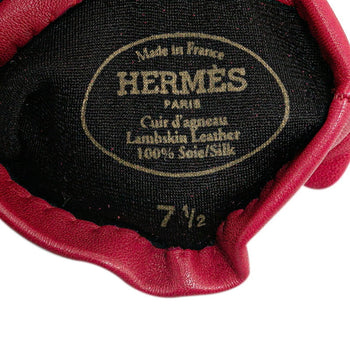 Made in France
HERMÈS
PARIS
Cuir d'agneau
Lambskin Leather
100% Soie/Silk
7 1/2